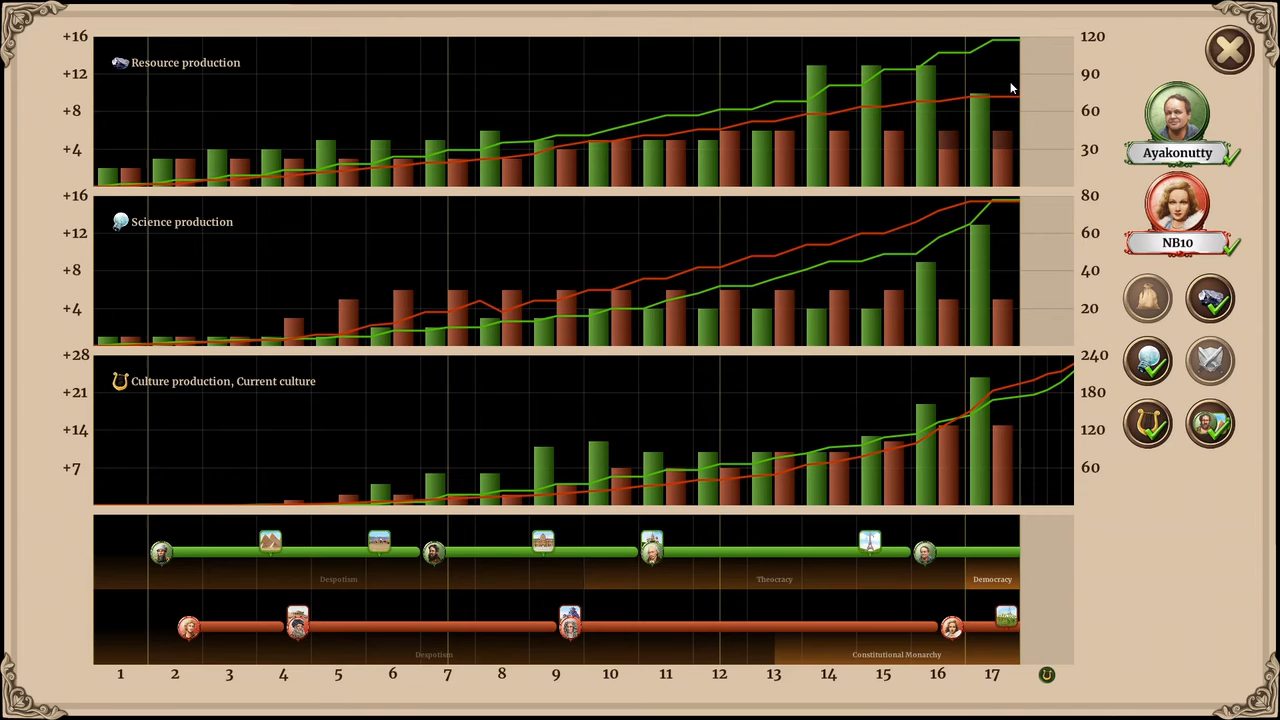 +16 120
Resource production
+12 90
+8 60
+4 30
+16 80
Science production
+12 60
+8 40
+4 20
+28 240
Culture production, Current culture
+21 180
+14 120
+7 60
Ayakonutty
NB10
Despotism Theocracy Democracy
Despotism Constitutional Monarchy
1 2 3 4 5 6 7 8 9 10 11 12 13 14 15 16 17